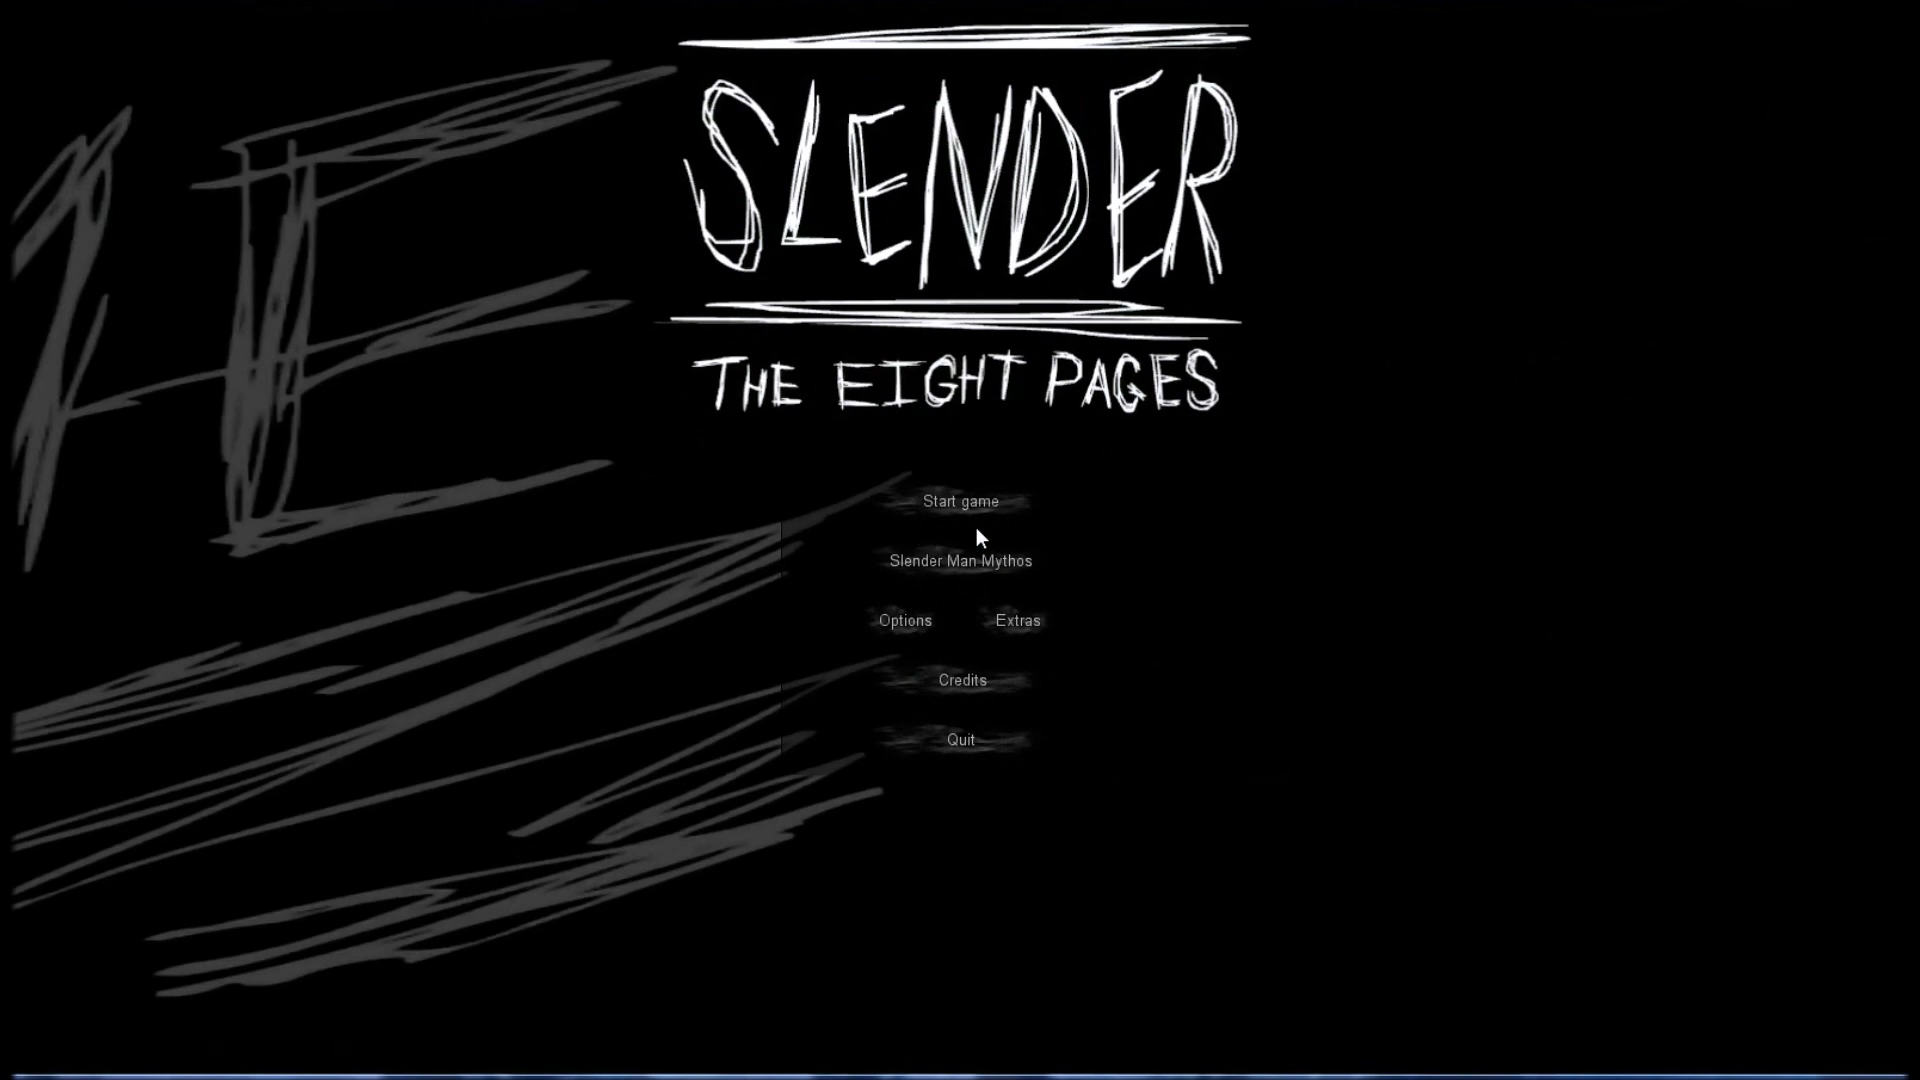 SLENDER
THE EIGHT PAGES
Start game
Slender Man Mythos
Options Extras
Credits
Quit